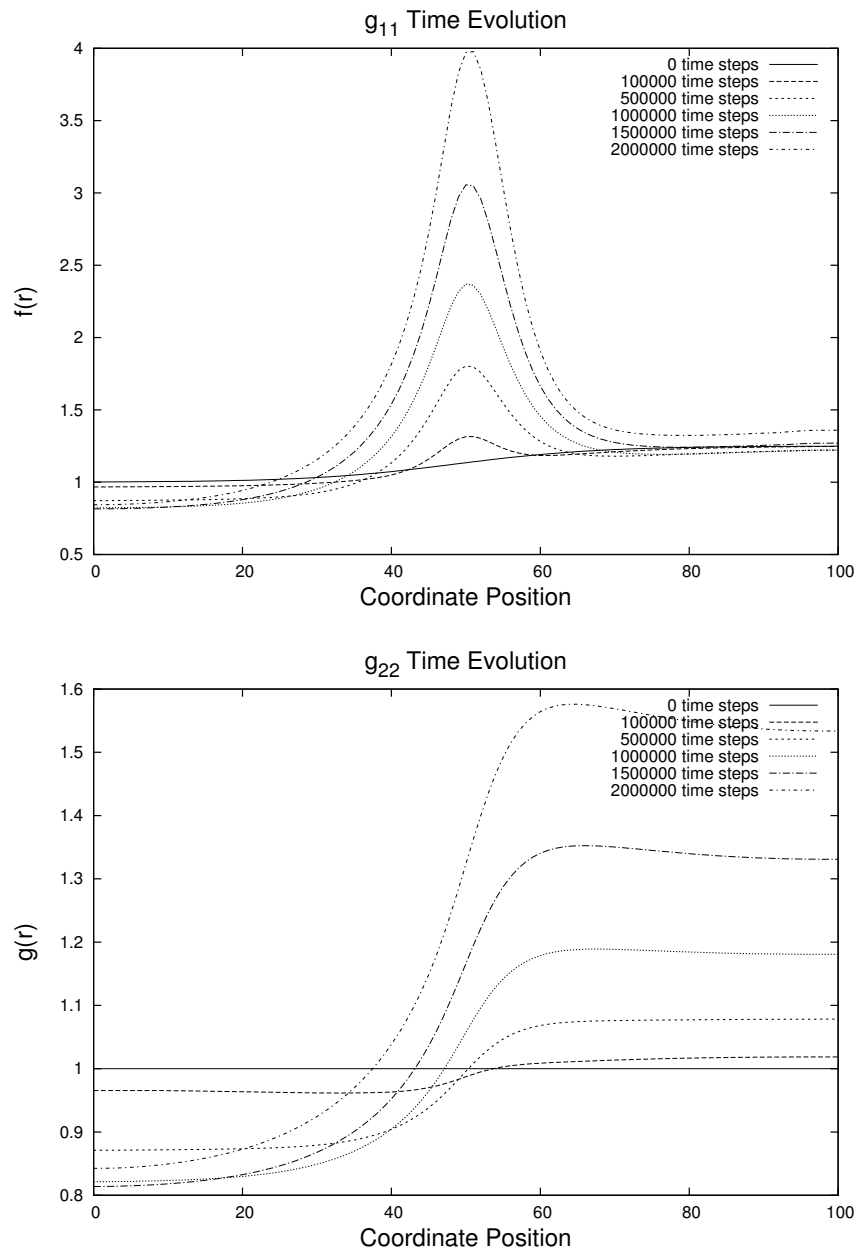 g11 Time Evolution
4
3.5
3
2.5
2
1.5
1
0.5
0
20
40
60
80
100
f(r)
Coordinate Position
0 time steps
100000 time steps
500000 time steps
1000000 time steps
1500000 time steps
2000000 time steps
g22 Time Evolution
1.6
1.5
1.4
1.3
1.2
1.1
1
0.9
0.8
0
20
40
60
80
100
g(r)
Coordinate Position
0 time steps
100000 time steps
500000 time steps
1000000 time steps
1500000 time steps
2000000 time steps